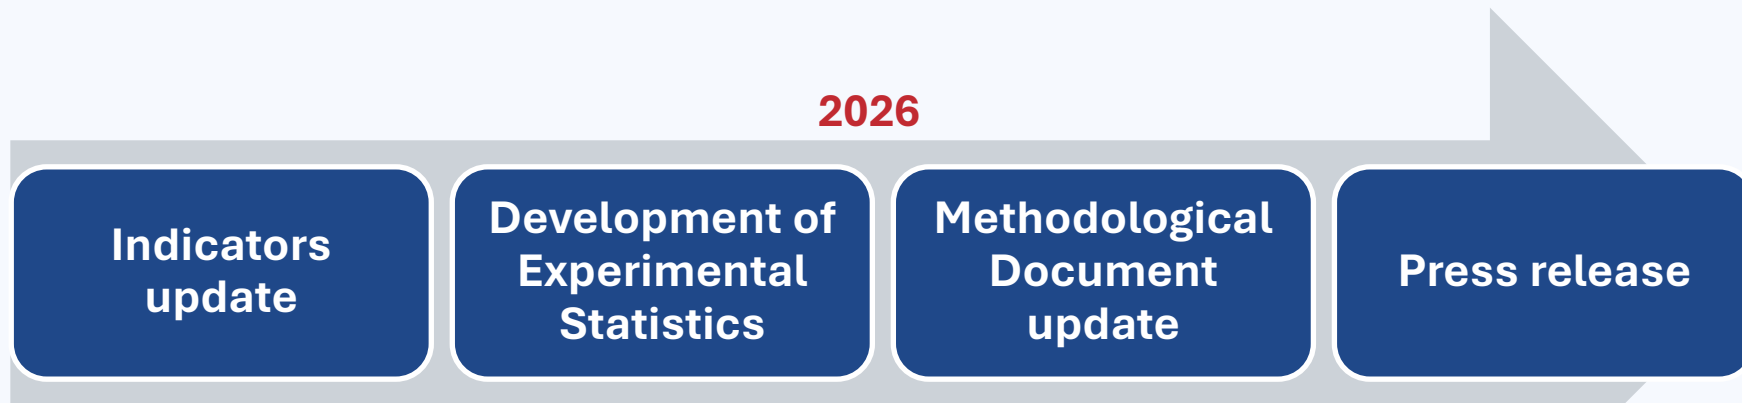 2026
Indicators
update
Development of
Experimental
Statistics
Methodological
Document
update
Press release